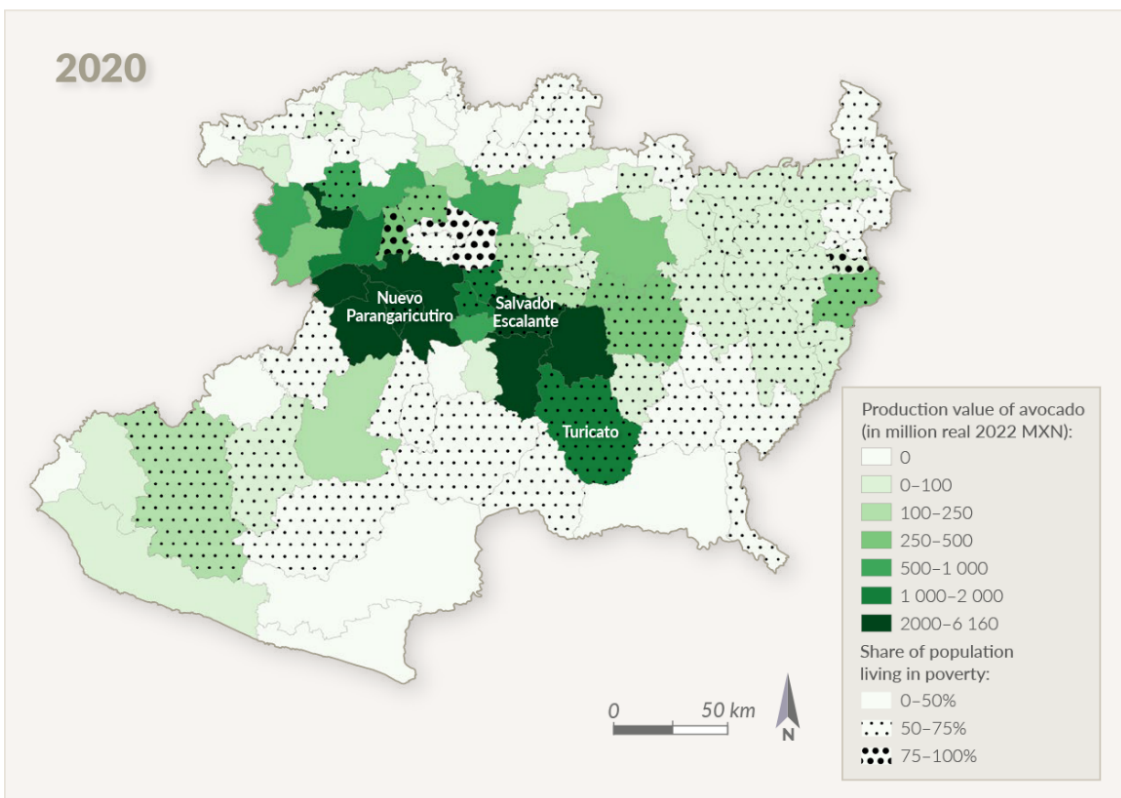 2020
Nuevo
Parangaricutiro
Salvador
Escalante
Turicato
Production value of avocado
(in million real 2022 MXN):
0
0–100
100–250
250–500
500–1 000
1 000–2 000
2000–6 160
Share of population
living in poverty:
0–50%
50–75%
75–100%
0 50 km
N